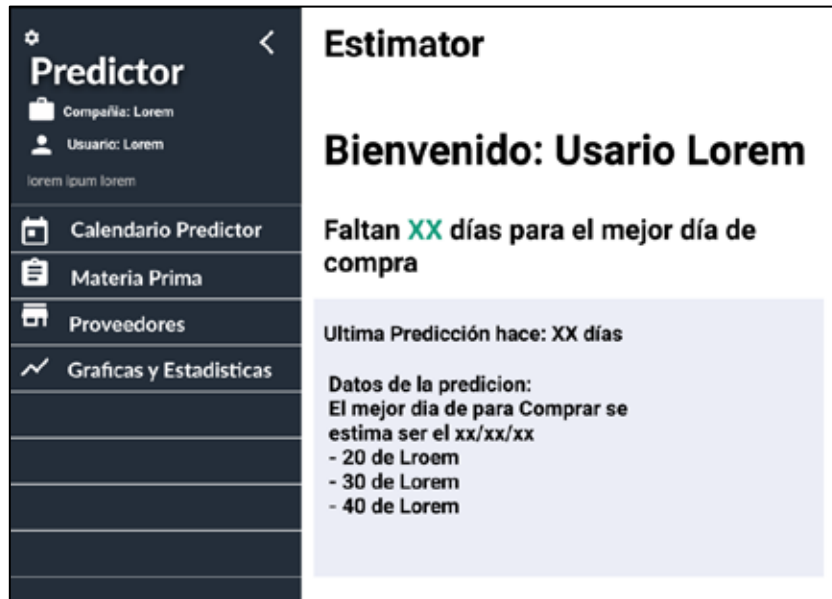 Predictor
Compañia: Lorem
Usuario: Lorem
lorem ipum lorem
Calendario Predictor
Materia Prima
Proveedores
Graficas y Estadisticas
Estimator
Bienvenido: Usario Lorem
Faltan XX días para el mejor día de
compra
Ultima Predicción hace: XX días
Datos de la predicion:
El mejor dia de para Comprar se
estima ser el xx/xx/xx
- 20 de Lroem
- 30 de Lorem
- 40 de Lorem